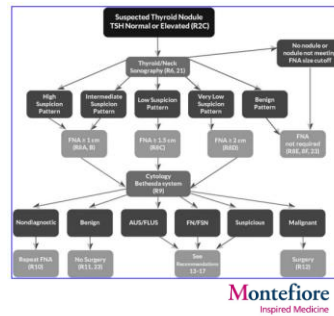 Suspected Thyroid Nodule
TSH Normal or Elevated (R2C)
No nodule or
nodule not meeting
FNA size cutoff
Thyroid/Neck
Sonography (R6, 21)
High
Suspicion
Pattern
Intermediate
Suspicion
Pattern
Low Suspicion
Pattern
Very Low
Suspicion
Pattern
Benign
Pattern
FNA ≥ 1 cm
(R8A, B)
FNA ≥ 1.5 cm
(R8C)
FNA ≥ 2 cm
(R8D)
FNA
not required
(R8E, 8F, 23)
Cytology
Bethesda system
(R9)
Nondiagnostic
Benign
AUS/FLUS
FN/FSN
Suspicious
Malignant
Repeat FNA
(R10)
No Surgery
(R11, 23)
See
Recommendations
13-17
Surgery
(R12)
Montefiore
Inspired Medicine